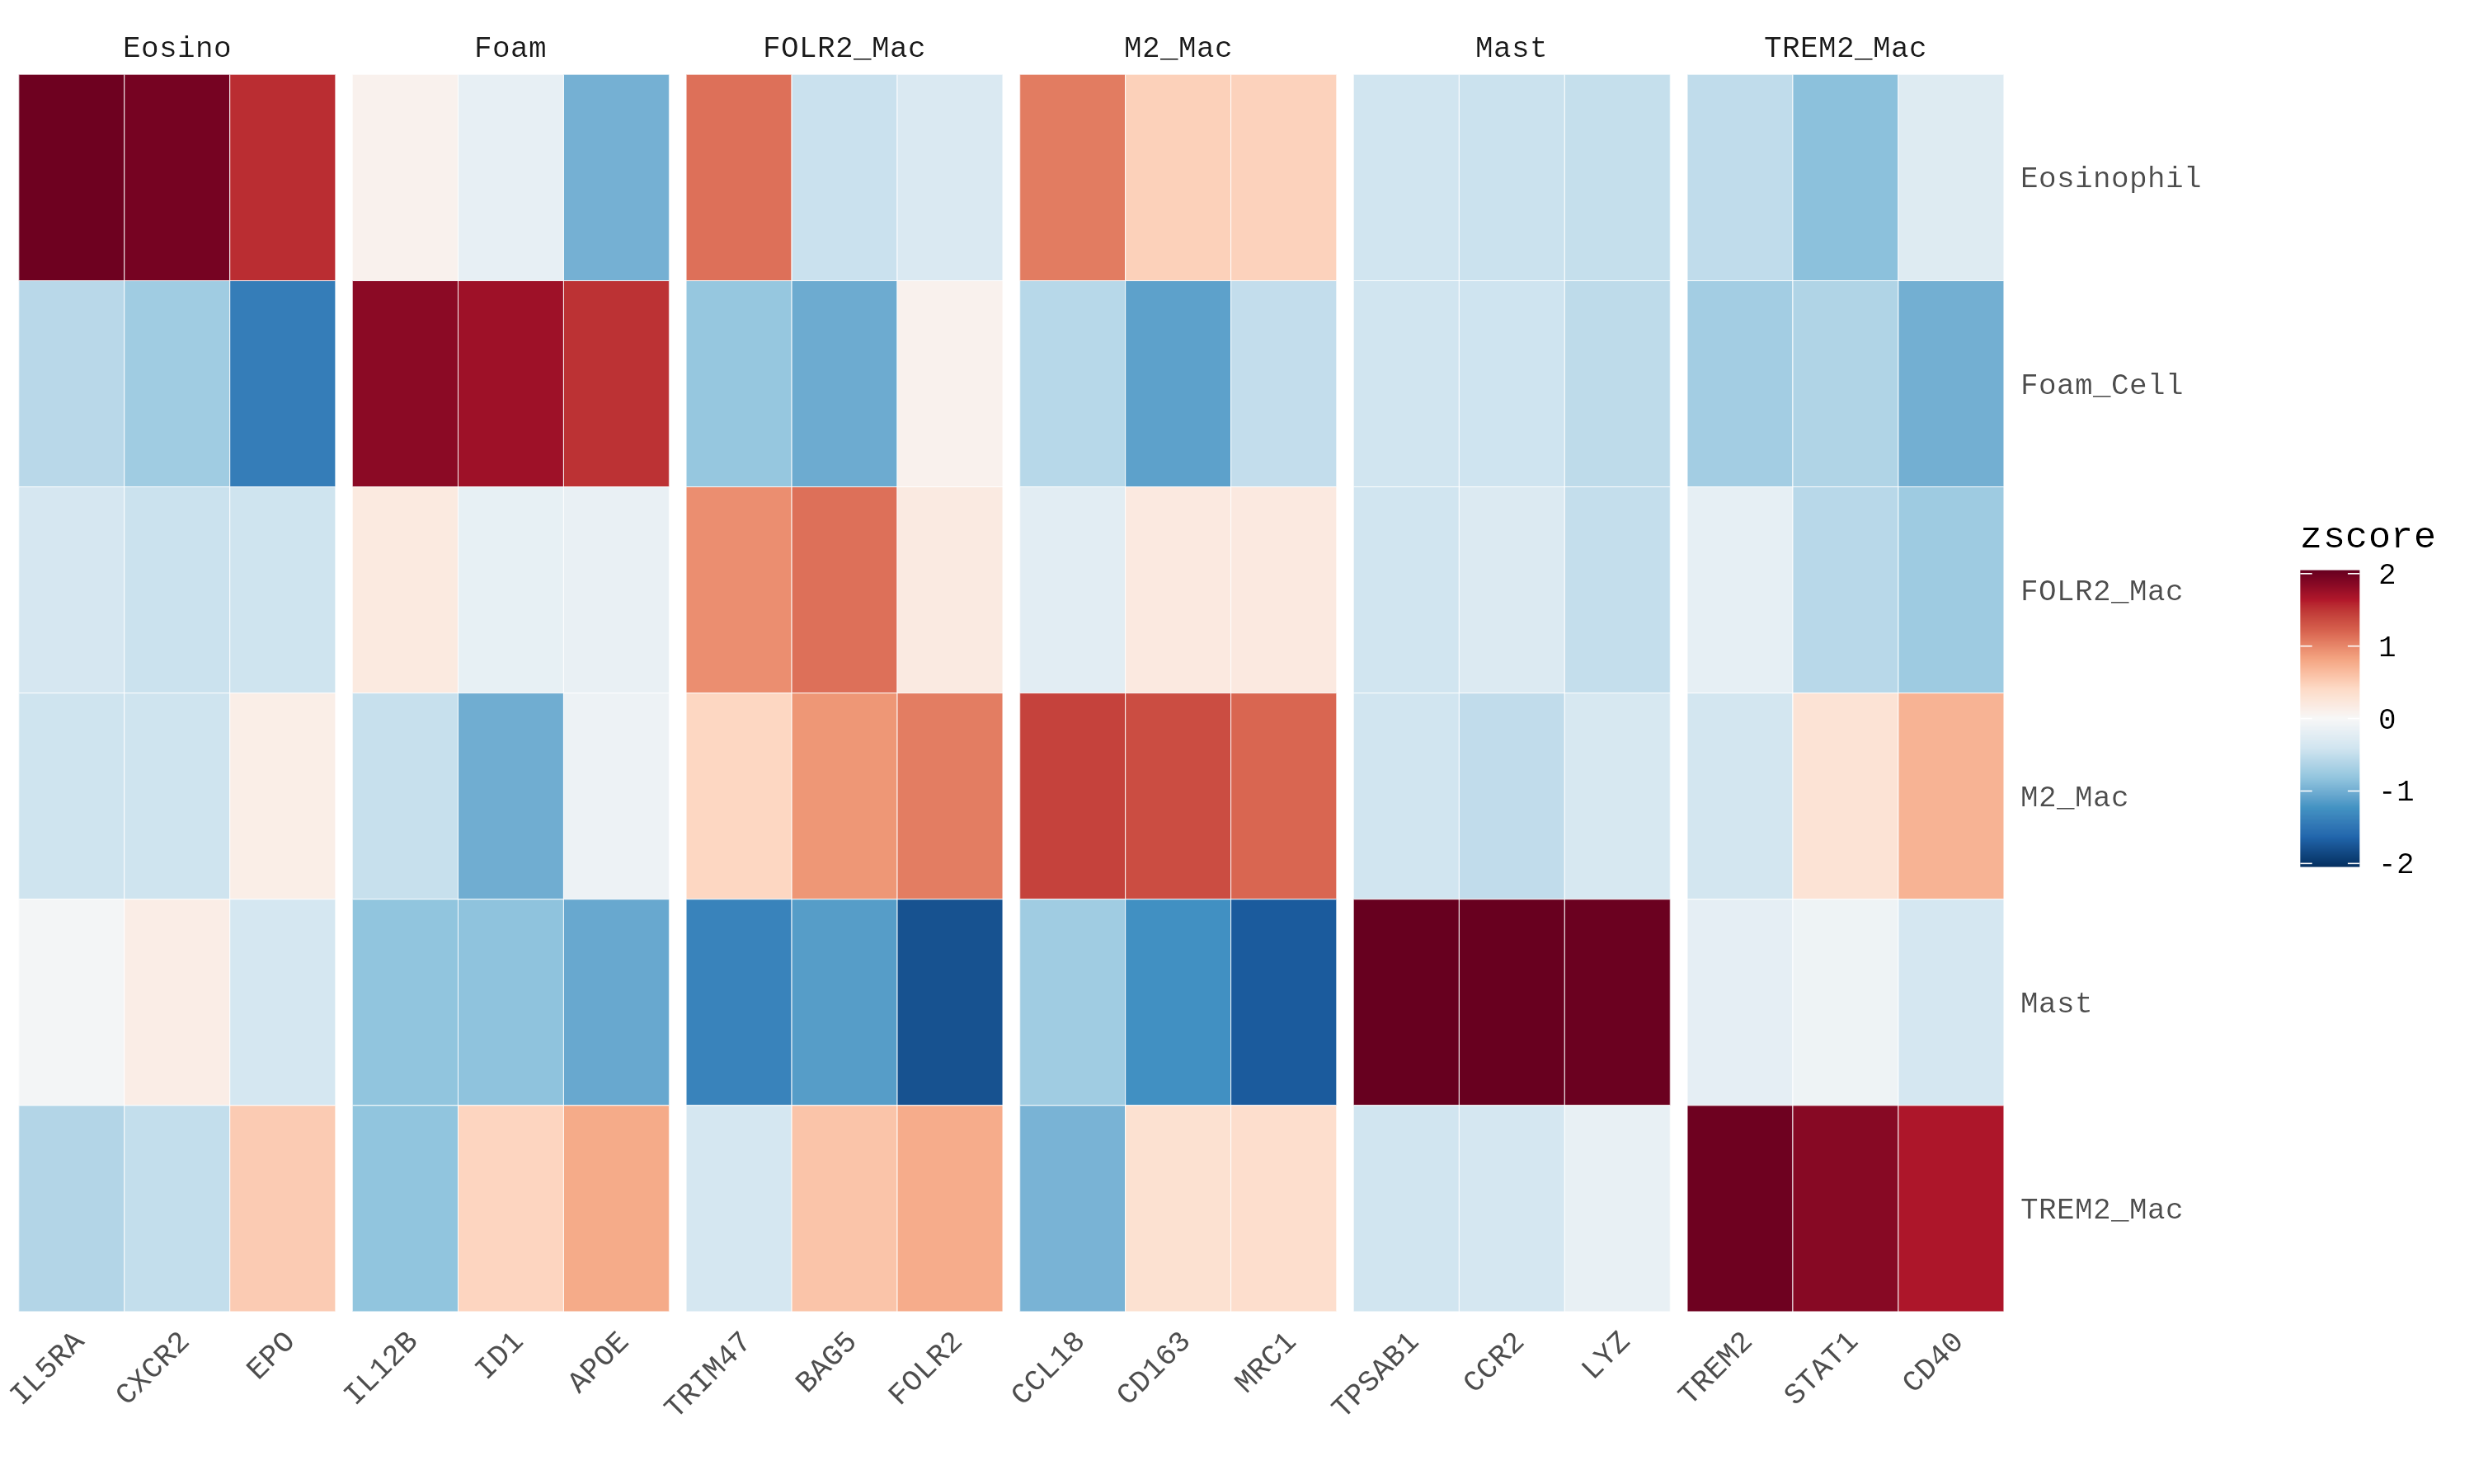 Eosino Foam FOLR2_Mac M2_Mac Mast TREM2_Mac
Eosinophil
Foam_Cell
FOLR2_Mac
M2_Mac
Mast
TREM2_Mac
zscore
2
1
0
-1
-2
IL5RA CXCR2 EPO IL12B ID1 APOE TRIM47 BAG5 FOLR2 CCL18 CD163 MRC1 TPSAB1 CCR2 LYZ TREM2 STAT1 CD40